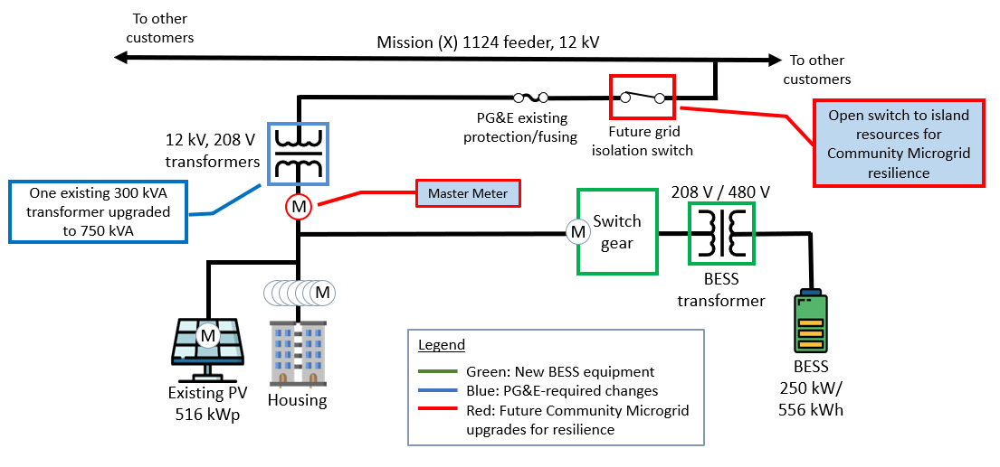 To other
customers
Mission (X) 1124 feeder, 12 kV
To other
customers
PG&E existing
protection/fusing
Future grid
isolation switch
Open switch to island
resources for
Community Microgrid
resilience
12 kV, 208 V
transformers
One existing 300 kVA
transformer upgraded
to 750 kVA
M
Master Meter
M
Switch
gear
208 V / 480 V
BESS
transformer
M
M
Existing PV
516 kWp
Housing
BESS
250 kW/
556 kWh
Legend
Green: New BESS equipment
Blue: PG&E-required changes
Red: Future Community Microgrid
upgrades for resilience